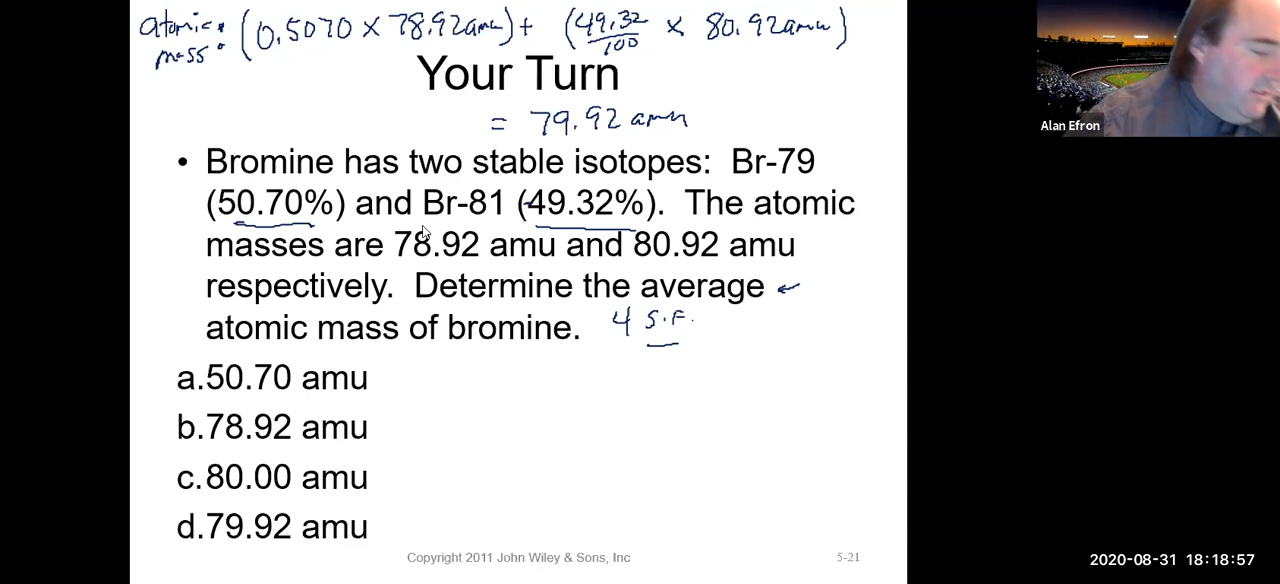 atomic mass: (0.5070 × 78.92 amu) + (49.32/100 × 80.92 amu)
Your Turn
= 79.92 amu
• Bromine has two stable isotopes: Br-79
(50.70%) and Br-81 (49.32%). The atomic
masses are 78.92 amu and 80.92 amu
respectively. Determine the average
atomic mass of bromine. 4 S.F.
a.50.70 amu
b.78.92 amu
c.80.00 amu
d.79.92 amu
Copyright 2011 John Wiley & Sons, Inc 5-21
Alan Efron
2020-08-31 18:18:57